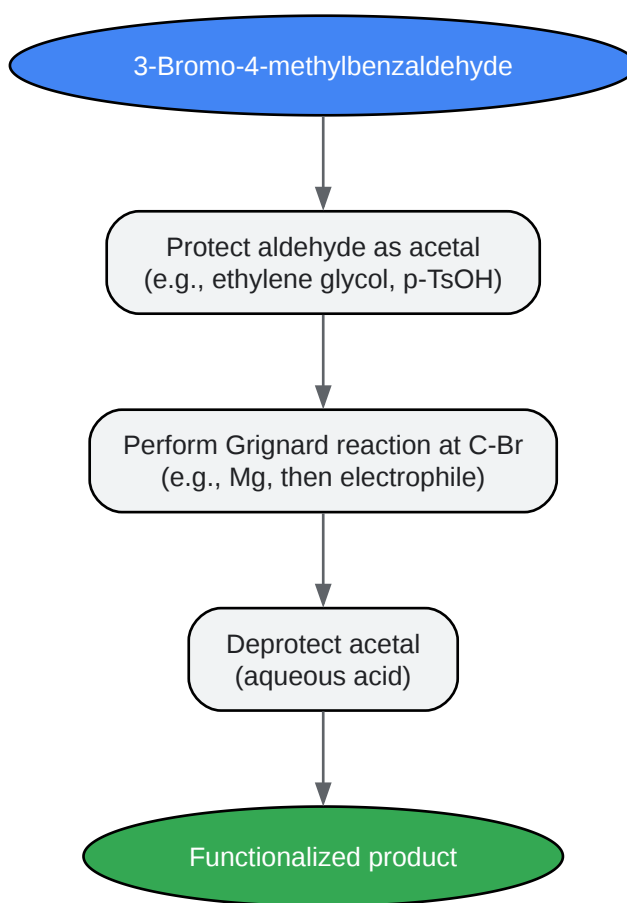 3-Bromo-4-methylbenzaldehyde
Protect aldehyde as acetal
(e.g., ethylene glycol, p-TsOH)
Perform Grignard reaction at C-Br
(e.g., Mg, then electrophile)
Deprotect acetal
(aqueous acid)
Functionalized product